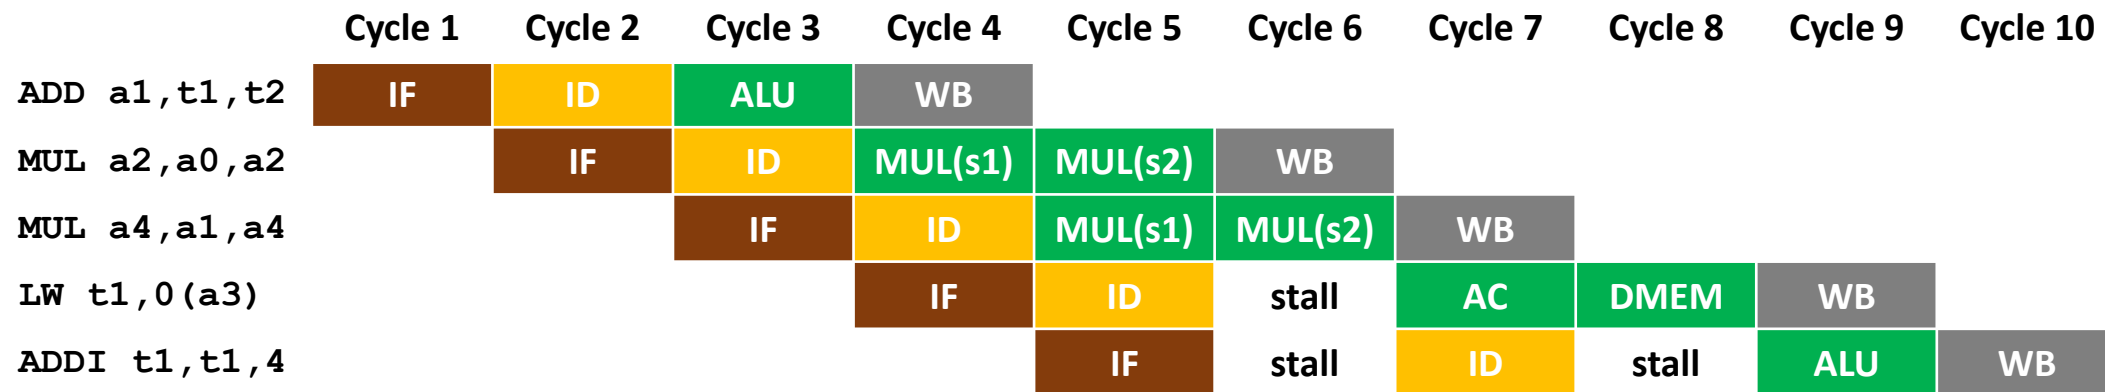 Cycle 1 Cycle 2 Cycle 3 Cycle 4 Cycle 5 Cycle 6 Cycle 7 Cycle 8 Cycle 9 Cycle 10
ADD a1,t1,t2 IF ID ALU WB
MUL a2,a0,a2 IF ID MUL(s1) MUL(s2) WB
MUL a4,a1,a4 IF ID MUL(s1) MUL(s2) WB
LW t1,0(a3) IF ID stall AC DMEM WB
ADDI t1,t1,4 IF stall ID stall ALU WB